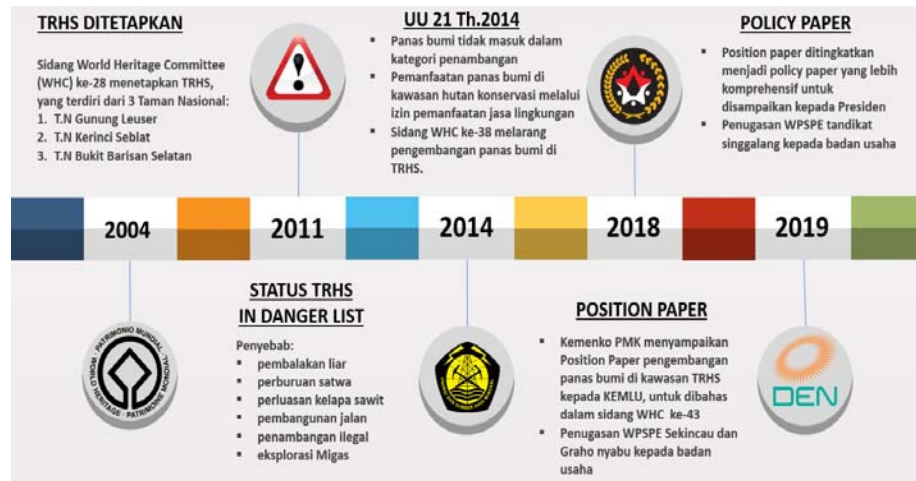 TRHS DITETAPKAN
Sidang World Heritage Committee
(WHC) ke-28 menetapkan TRHS,
yang terdiri dari 3 Taman Nasional:
1. T.N Gunung Leuser
2. T.N Kerinci Seblat
3. T.N Bukit Barisan Selatan
UU 21 Th.2014
▪ Panas bumi tidak masuk dalam
kategori penambangan
▪ Pemanfaatan panas bumi di
kawasan hutan konservasi melalui
izin pemanfaatan jasa lingkungan
▪ Sidang WHC ke-38 melarang
pengembangan panas bumi di
TRHS.
POLICY PAPER
▪ Position paper ditingkatkan
menjadi policy paper yang lebih
komprehensif untuk
disampaikan kepada Presiden
▪ Penugasan WPSPE tandikat
singgalang kepada badan usaha
2004
2011
2014
2018
2019
WORLD HERITAGE · PATRIMOINE MONDIAL · PATRIMONIO MUNDIAL ·
STATUS TRHS
IN DANGER LIST
Penyebab:
▪ pembalakan liar
▪ perburuan satwa
▪ perluasan kelapa sawit
▪ pembangunan jalan
▪ penambangan ilegal
▪ eksplorasi Migas
POSITION PAPER
▪ Kemenko PMK menyampaikan
Position Paper pengembangan
panas bumi di kawasan TRHS
kepada KEMLU, untuk dibahas
dalam sidang WHC ke-43
▪ Penugasan WPSPE Sekincau dan
Graho nyabu kepada badan
usaha
DEN